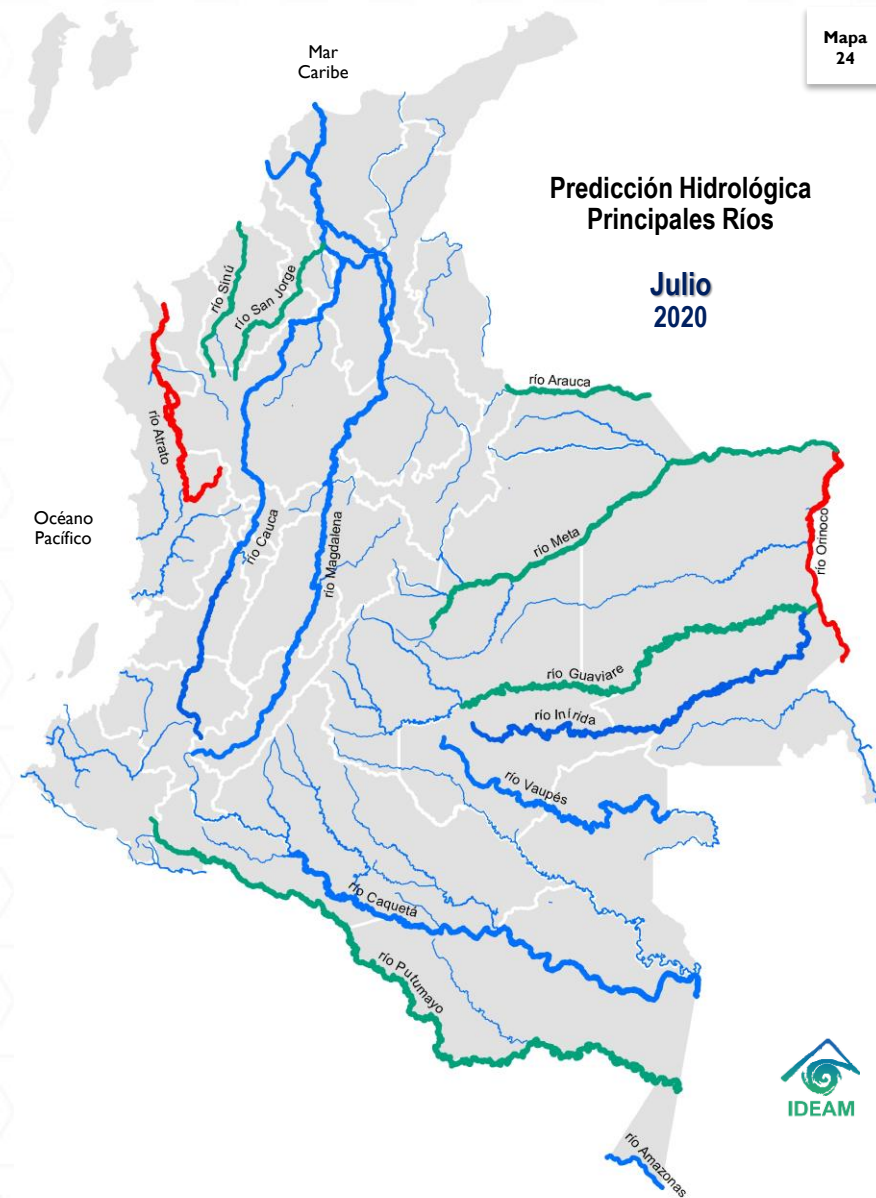 Mapa
24
Mar
Caribe
Predicción Hidrológica
Principales Ríos
Julio
2020
río Sinú
río San Jorge
río Arauca
río Atrato
Océano
Pacífico
río Cauca
río Magdalena
río Meta
río Orinoco
río Guaviare
río Inírida
río Vaupés
río Caquetá
río Putumayo
IDEAM
río Amazonas